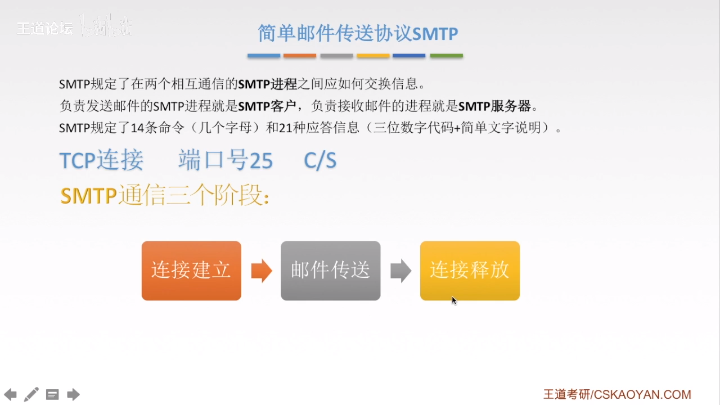 王道论坛
简单邮件传送协议SMTP
SMTP规定了在两个相互通信的SMTP进程之间应如何交换信息。
负责发送邮件的SMTP进程就是SMTP客户，负责接收邮件的进程就是SMTP服务器。
SMTP规定了14条命令（几个字母）和21种应答信息（三位数字代码+简单文字说明）。
TCP连接 端口号25 C/S
SMTP通信三个阶段：
连接建立 邮件传送 连接释放
王道考研/CSKAOYAN.COM